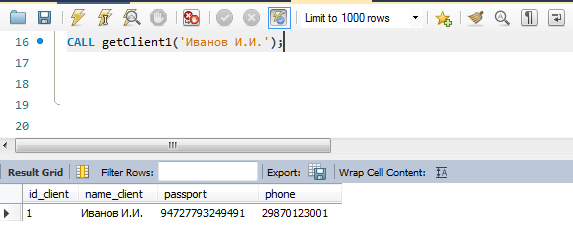 Limit to 1000 rows
16 CALL getClient1('Иванов И.И.');
17
18
19
20
Result Grid Filter Rows: Export: Wrap Cell Content: IA
id_client name_client passport phone
1 Иванов И.И. 94727793249491 29870123001